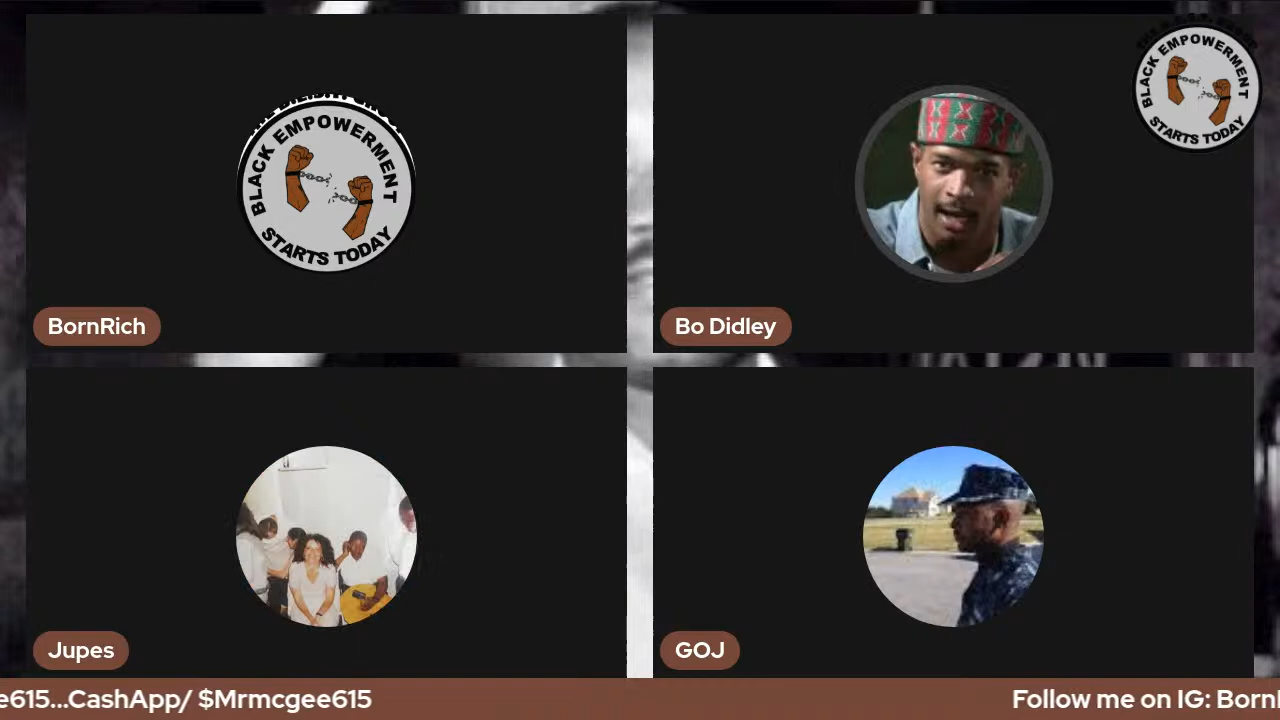 BLACK EMPOWERMENT
STARTS TODAY
BLACK EMPOWERMENT
STARTS TODAY
BornRich
Bo Didley
Jupes
GOJ
e615...CashApp/ $Mrmcgee615
Follow me on IG: Born